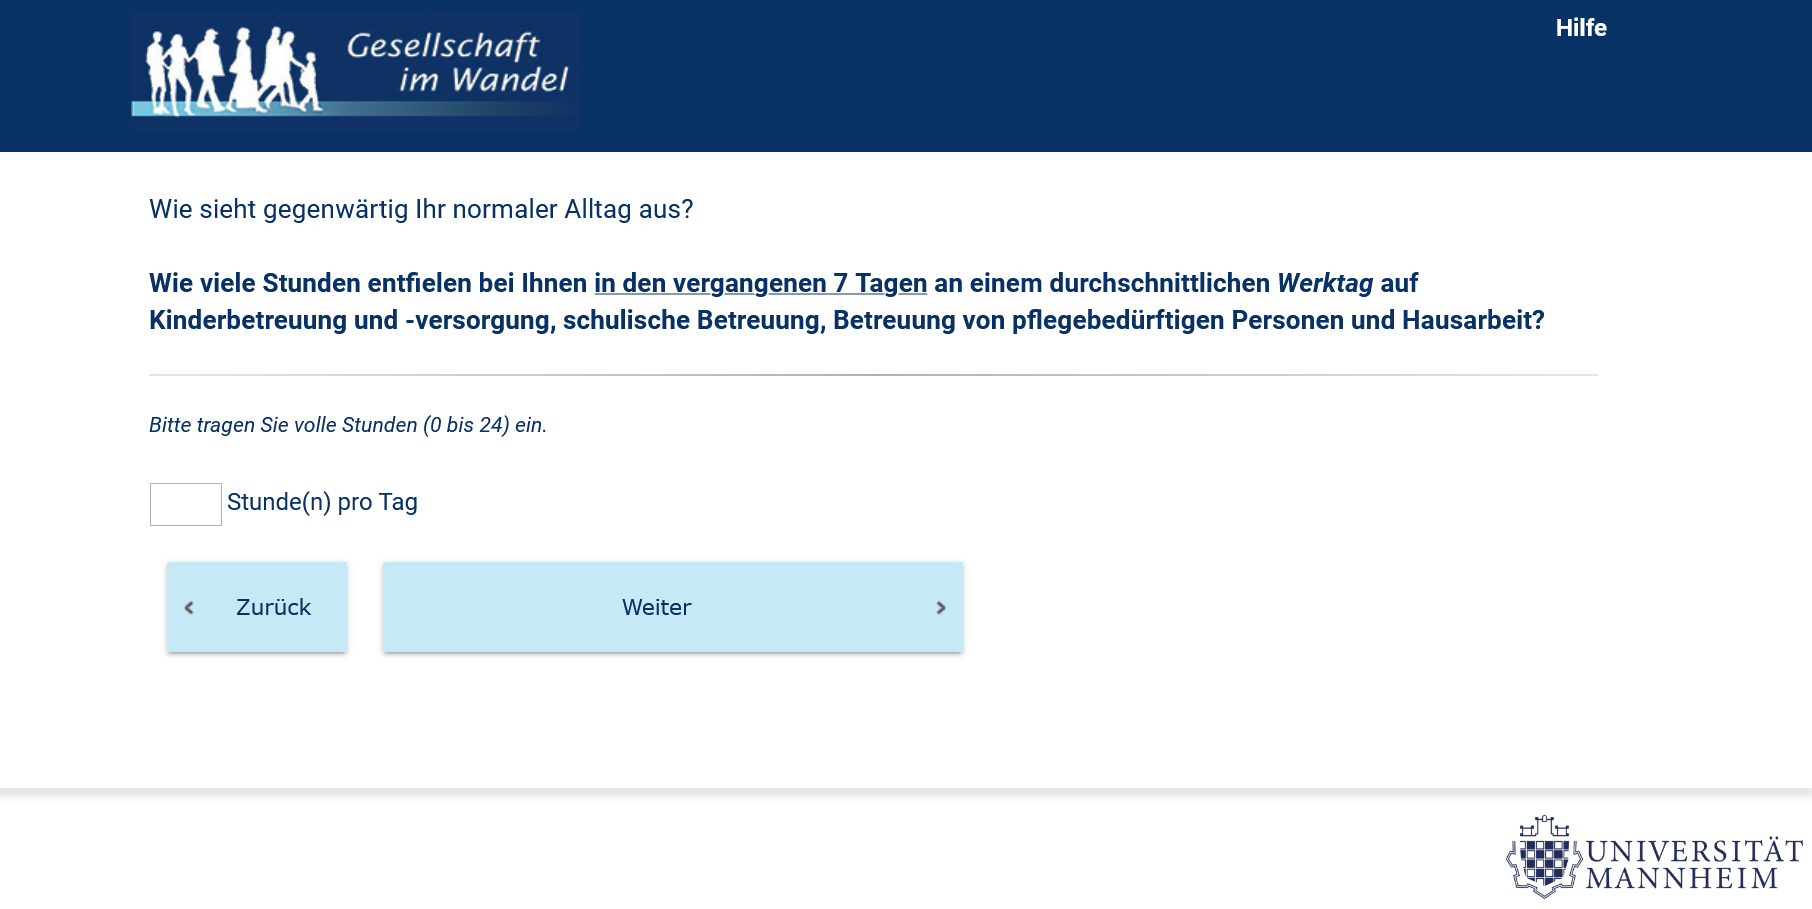 Gesellschaft
im Wandel
Hilfe
Wie sieht gegenwärtig Ihr normaler Alltag aus?
Wie viele Stunden entfielen bei Ihnen in den vergangenen 7 Tagen an einem durchschnittlichen Werktag auf
Kinderbetreuung und -versorgung, schulische Betreuung, Betreuung von pflegebedürftigen Personen und Hausarbeit?
Bitte tragen Sie volle Stunden (0 bis 24) ein.
Stunde(n) pro Tag
Zurück
Weiter
UNIVERSITÄT
MANNHEIM